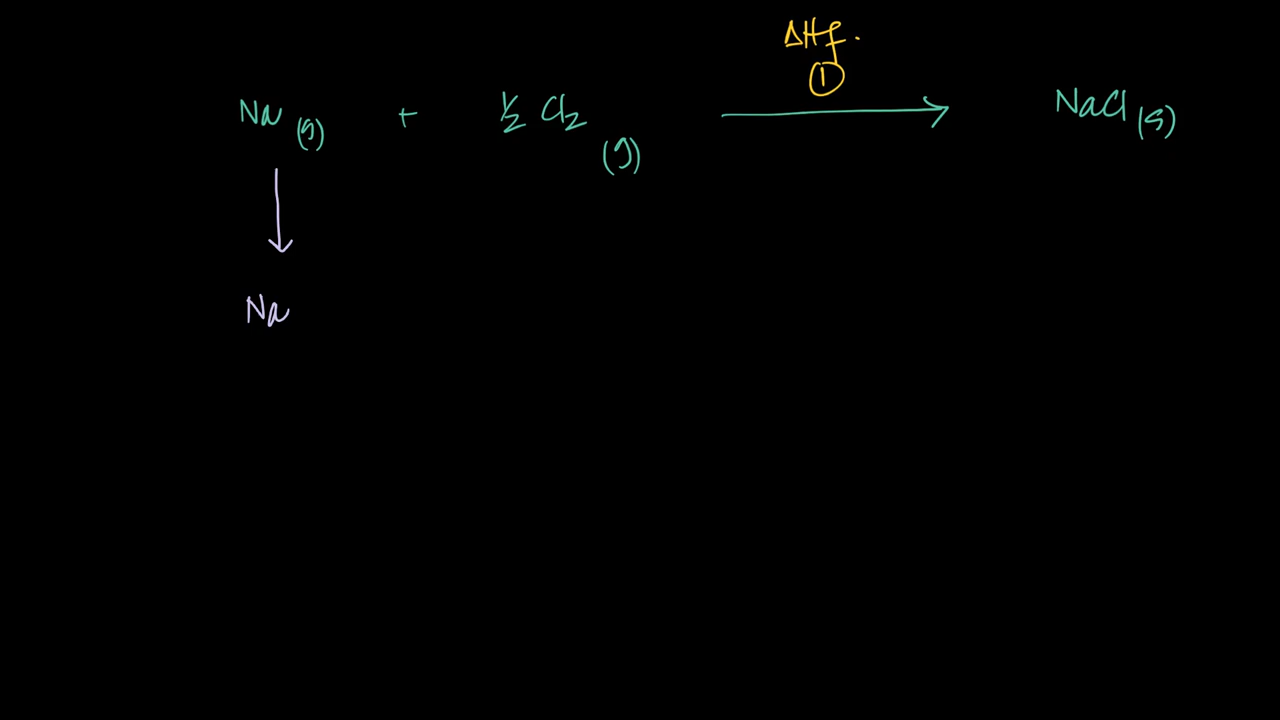 ΔHf.
①
Na (s) + ½ Cl₂ (g) ⟶ NaCl (s)
↓
Na